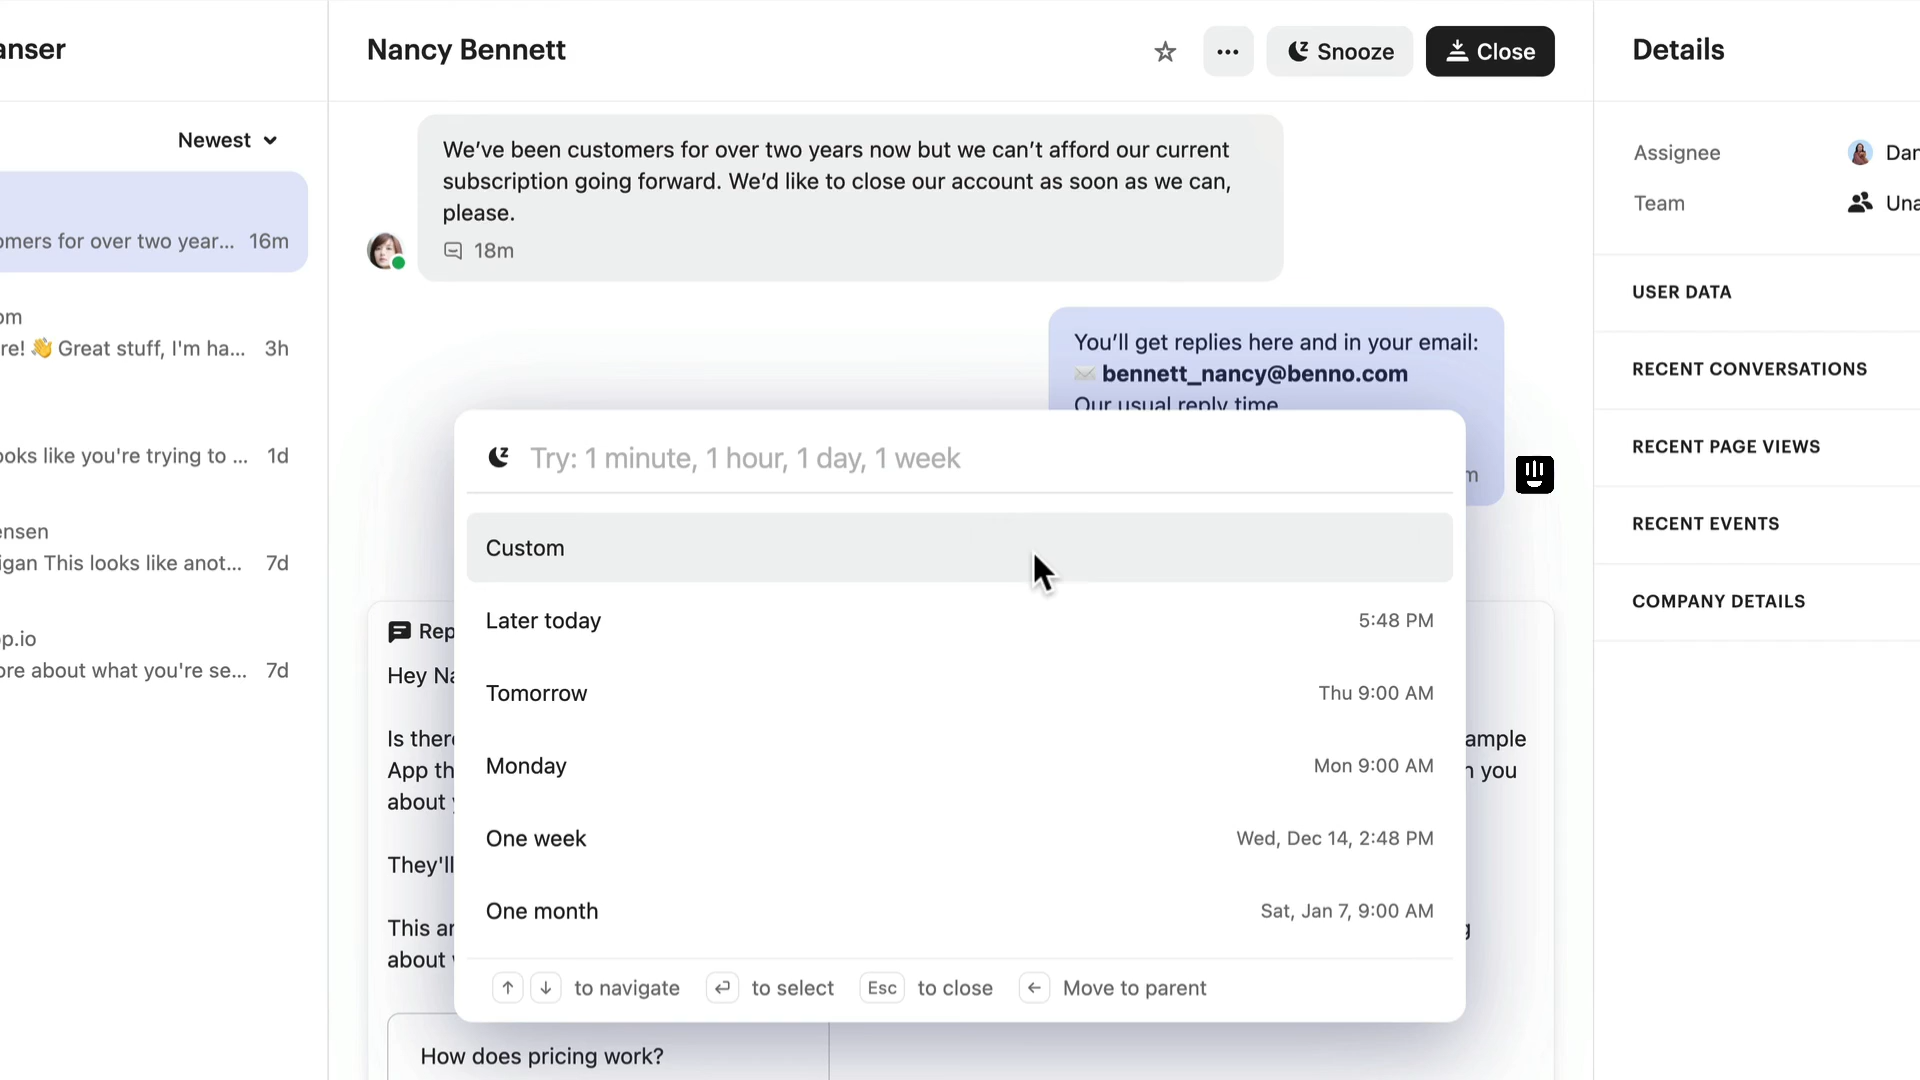 anser
Newest
omers for over two year... 16m
om
re! 👋 Great stuff, I'm ha... 3h
ooks like you're trying to ... 1d
ensen
igan This looks like anot... 7d
op.io
ore about what you're se... 7d
Nancy Bennett
Snooze
Close
We've been customers for over two years now but we can't afford our current
subscription going forward. We'd like to close our account as soon as we can,
please.
18m
You'll get replies here and in your email:
✉️ bennett_nancy@benno.com
Our usual reply time
m
Try: 1 minute, 1 hour, 1 day, 1 week
Custom
Later today 5:48 PM
Tomorrow Thu 9:00 AM
Monday Mon 9:00 AM
One week Wed, Dec 14, 2:48 PM
One month Sat, Jan 7, 9:00 AM
↑ ↓ to navigate ↵ to select Esc to close ← Move to parent
Rep
Hey Na
Is ther ample
App th n you
about
They'll
This ar g
about
How does pricing work?
Details
Assignee Dan
Team Una
USER DATA
RECENT CONVERSATIONS
RECENT PAGE VIEWS
RECENT EVENTS
COMPANY DETAILS